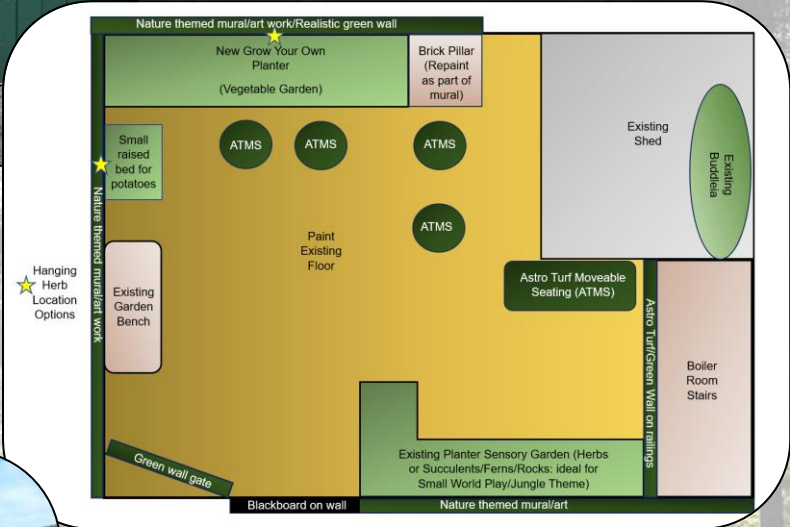 Nature themed mural/art work/Realistic green wall
New Grow Your Own
Planter
(Vegetable Garden)
Brick Pillar
(Repaint
as part of
mural)
Existing
Shed
Existing
Buddleia
Small
raised
bed for
potatoes
ATMS
ATMS
ATMS
ATMS
Nature themed mural/art work
Paint
Existing
Floor
Hanging
Herb
Location
Options
Existing
Garden
Bench
Astro Turf Moveable
Seating (ATMS)
Astro Turf/Green Wall on railings
Boiler
Room
Stairs
Green wall gate
Existing Planter Sensory Garden (Herbs
or Succulents/Ferns/Rocks: ideal for
Small World Play/Jungle Theme)
Blackboard on wall
Nature themed mural/art